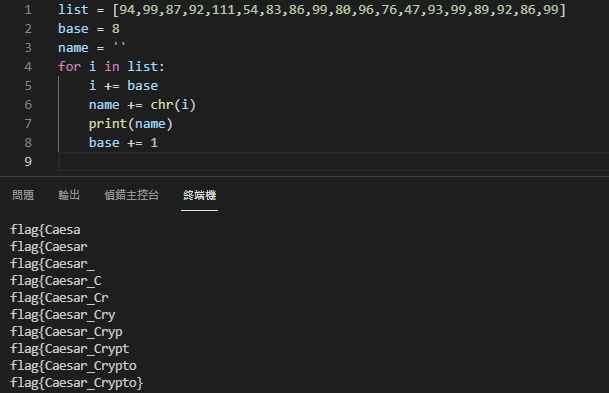 1 list = [94,99,87,92,111,54,83,86,99,80,96,76,47,93,99,89,92,86,99]
2 base = 8
3 name = ''
4 for i in list:
5     i += base
6     name += chr(i)
7     print(name)
8     base += 1
9
問題 輸出 偵錯主控台 終端機
flag{Caesa
flag{Caesar
flag{Caesar_
flag{Caesar_C
flag{Caesar_Cr
flag{Caesar_Cry
flag{Caesar_Cryp
flag{Caesar_Crypt
flag{Caesar_Crypto
flag{Caesar_Crypto}